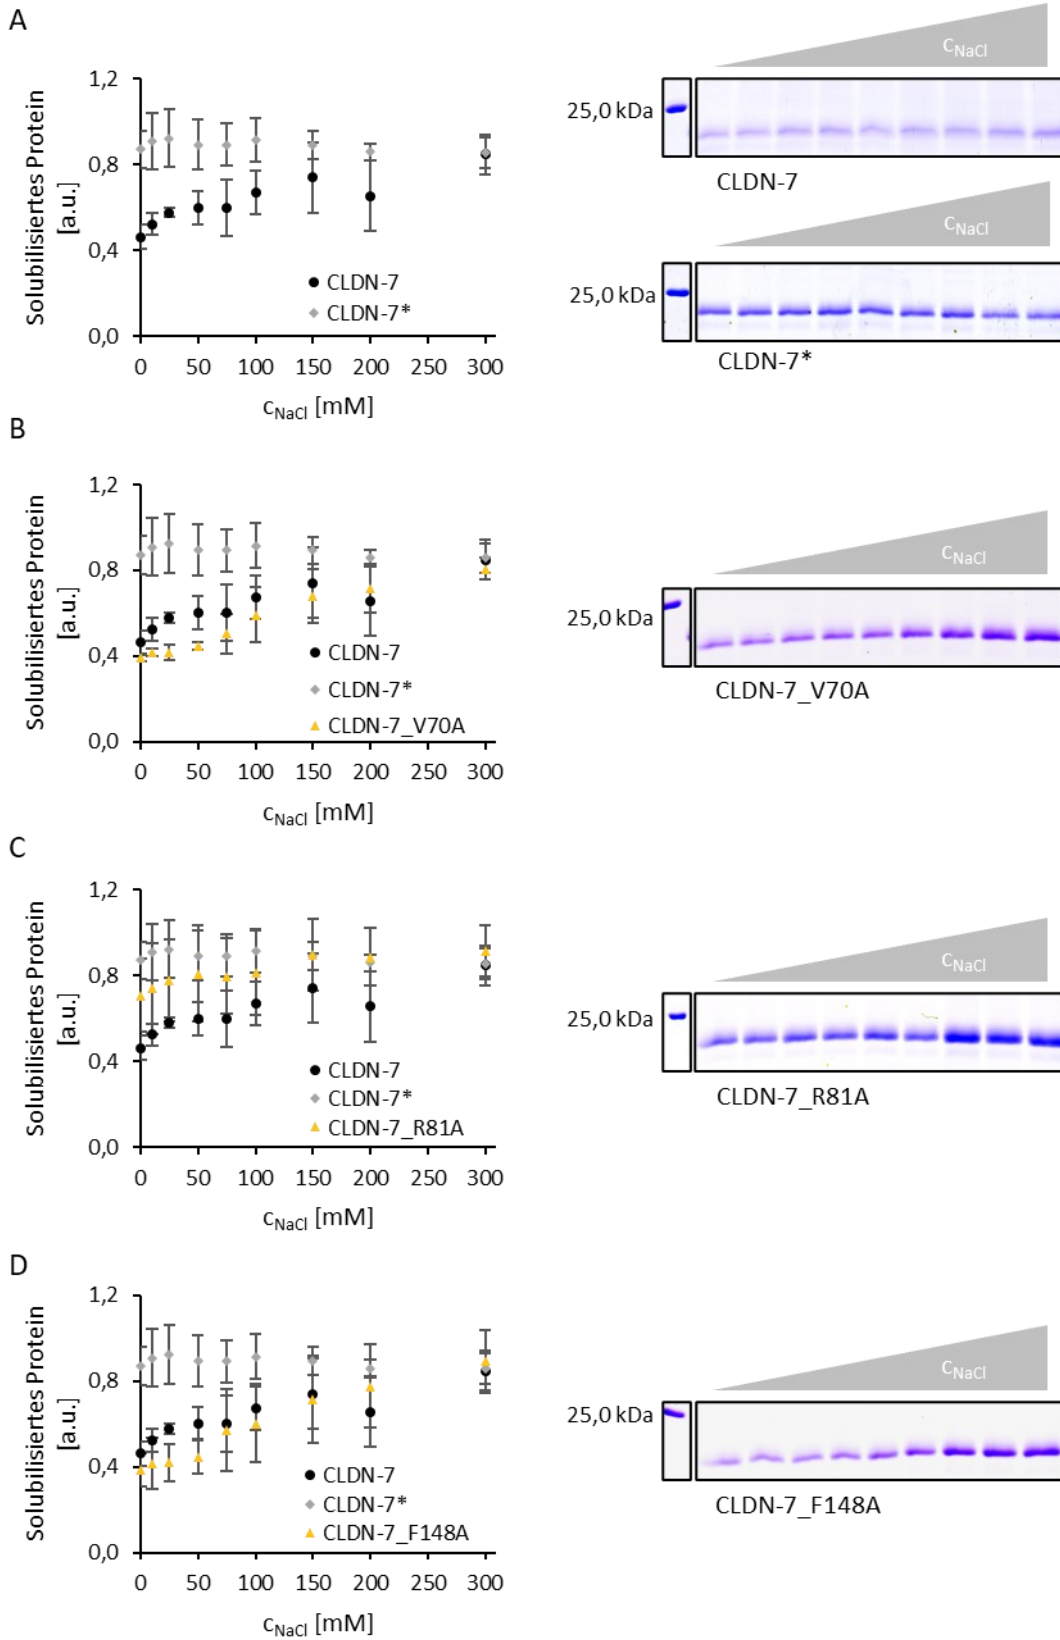 A
Solubilisiertes Protein
[a.u.]
1,2
0,8
0,4
0,0
CLDN-7
CLDN-7*
0 50 100 150 200 250 300
cNaCl [mM]
cNaCl
25,0 kDa
CLDN-7
cNaCl
25,0 kDa
CLDN-7*
B
Solubilisiertes Protein
[a.u.]
1,2
0,8
0,4
0,0
CLDN-7
CLDN-7*
CLDN-7_V70A
0 50 100 150 200 250 300
cNaCl [mM]
cNaCl
25,0 kDa
CLDN-7_V70A
C
Solubilisiertes Protein
[a.u.]
1,2
0,8
0,4
0,0
CLDN-7
CLDN-7*
CLDN-7_R81A
0 50 100 150 200 250 300
cNaCl [mM]
cNaCl
25,0 kDa
CLDN-7_R81A
D
Solubilisiertes Protein
[a.u.]
1,2
0,8
0,4
0,0
CLDN-7
CLDN-7*
CLDN-7_F148A
0 50 100 150 200 250 300
cNaCl [mM]
cNaCl
25,0 kDa
CLDN-7_F148A